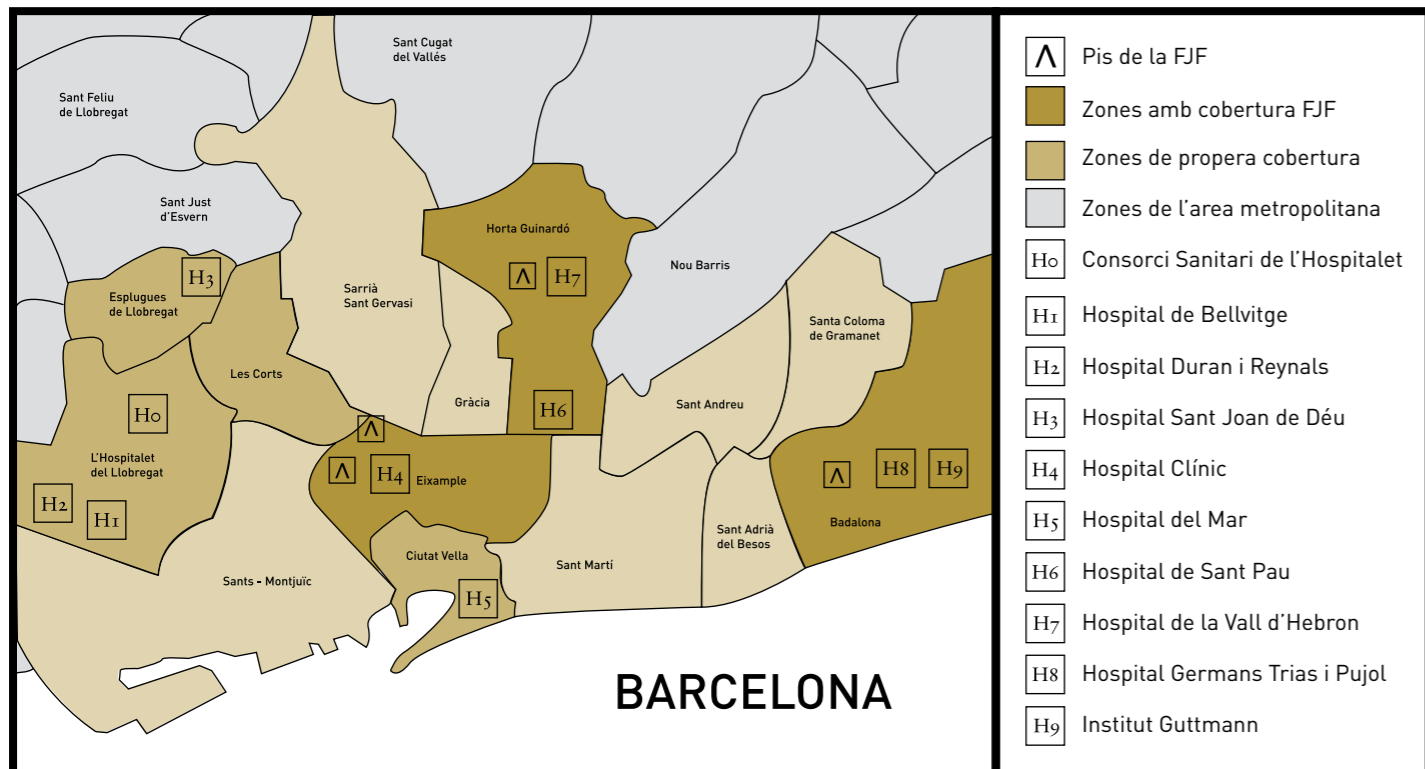 Sant Cugat
del Vallés
Sant Feliu
de Llobregat
Sant Just
d'Esvern
Horta Guinardó
Nou Barris
Λ
H7
H3
Esplugues
de Llobregat
Sarrià
Sant Gervasi
Santa Coloma
de Gramanet
Les Corts
Gràcia
Sant Andreu
H0
H6
Λ
L'Hospitalet
del Llobregat
Λ
H4
Eixample
Λ
H8
H9
Badalona
H2
H1
Sant Adrià
del Besos
Ciutat Vella
Sant Martí
Sants - Montjuïc
H5
BARCELONA
Λ Pis de la FJF
Zones amb cobertura FJF
Zones de propera cobertura
Zones de l'area metropolitana
H0 Consorci Sanitari de l'Hospitalet
H1 Hospital de Bellvitge
H2 Hospital Duran i Reynals
H3 Hospital Sant Joan de Déu
H4 Hospital Clínic
H5 Hospital del Mar
H6 Hospital de Sant Pau
H7 Hospital de la Vall d'Hebron
H8 Hospital Germans Trias i Pujol
H9 Institut Guttmann